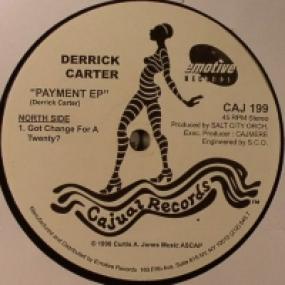 DERRICK
CARTER
"PAYMENT EP"
(Derrick Carter)
NORTH SIDE
1. Got Change For A
Twenty?
emotive
RECORDS
CAJ 199
45 RPM Stereo
Produced by SALT CITY ORCH.
Exec. Producer : CAJMERE
Engineered by S.C.O.
Cajual Records
TM
© 1996 Curtis A. Jones Music ASCAP
Manufactured and Distributed by Emotive Records